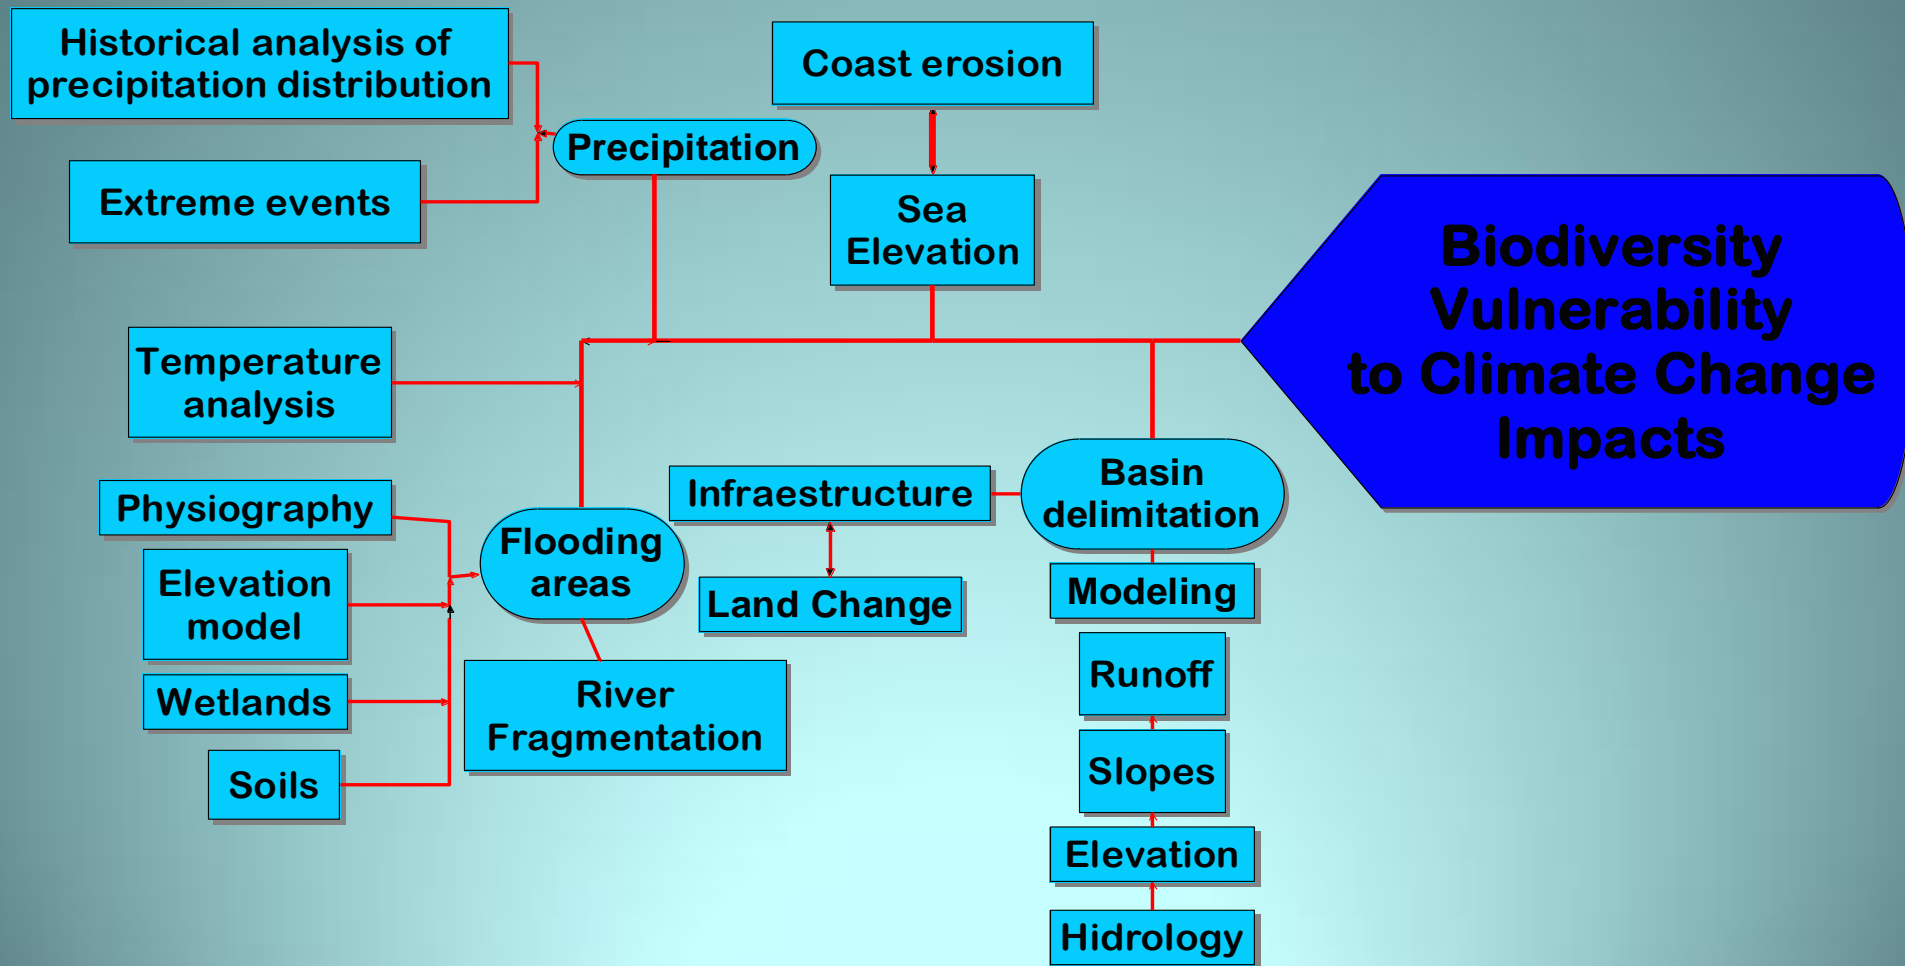 Historical analysis of
precipitation distribution
Coast erosion
Precipitation
Extreme events
Sea
Elevation
Biodiversity
Vulnerability
to Climate Change
Impacts
Temperature
analysis
Physiography
Infraestructure
Basin
delimitation
Flooding
areas
Elevation
model
Land Change
Modeling
Wetlands
River
Fragmentation
Runoff
Soils
Slopes
Elevation
Hidrology